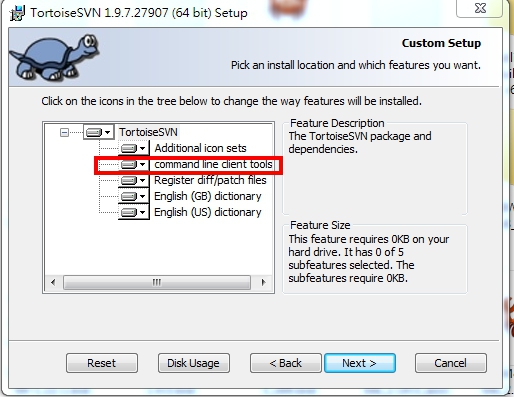 TortoiseSVN 1.9.7.27907 (64 bit) Setup
Custom Setup
Pick an install location and which features you want.
Click on the icons in the tree below to change the way features will be installed.
TortoiseSVN
Additional icon sets
command line client tools
Register diff/patch files
English (GB) dictionary
English (US) dictionary
Feature Description
The TortoiseSVN package and
dependencies.
Feature Size
This feature requires 0KB on your
hard drive. It has 0 of 5
subfeatures selected. The
subfeatures require 0KB.
Reset
Disk Usage
< Back
Next >
Cancel